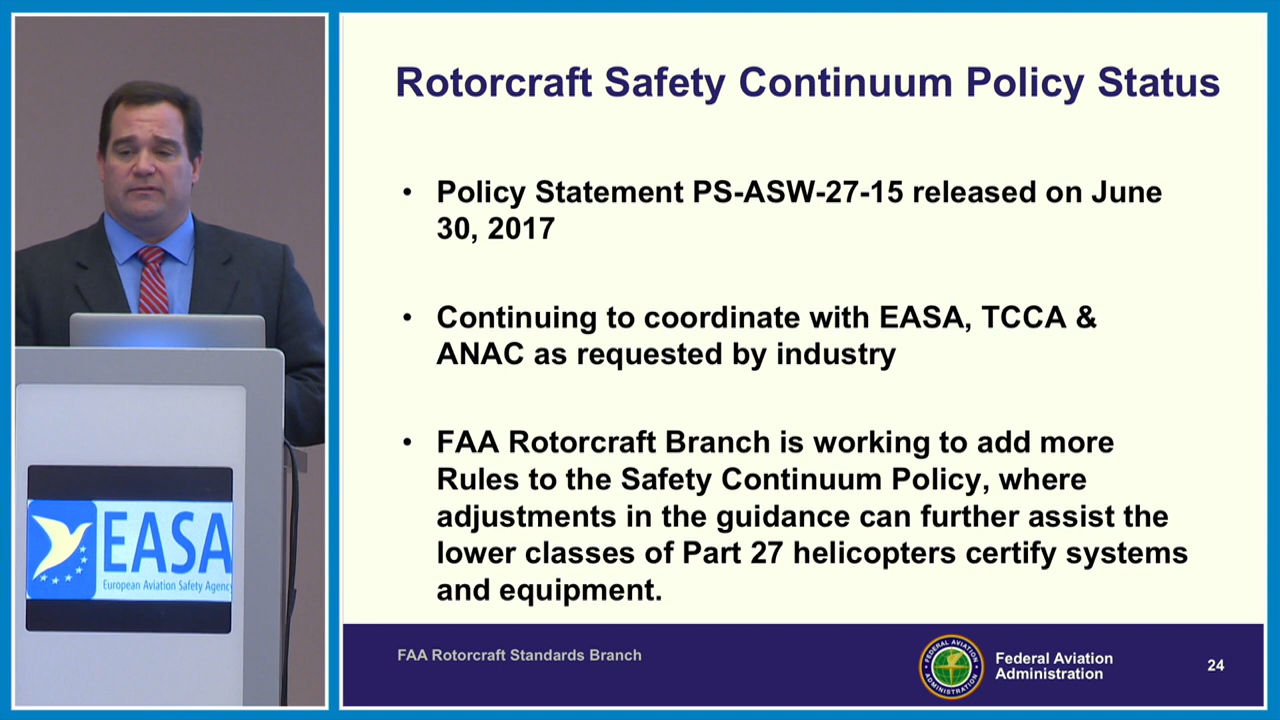 Rotorcraft Safety Continuum Policy Status
• Policy Statement PS-ASW-27-15 released on June
30, 2017
• Continuing to coordinate with EASA, TCCA &
ANAC as requested by industry
• FAA Rotorcraft Branch is working to add more
Rules to the Safety Continuum Policy, where
adjustments in the guidance can further assist the
lower classes of Part 27 helicopters certify systems
and equipment.
EASA
European Aviation Safety Agency
FAA Rotorcraft Standards Branch
FEDERAL AVIATION
ADMINISTRATION
Federal Aviation
Administration
24